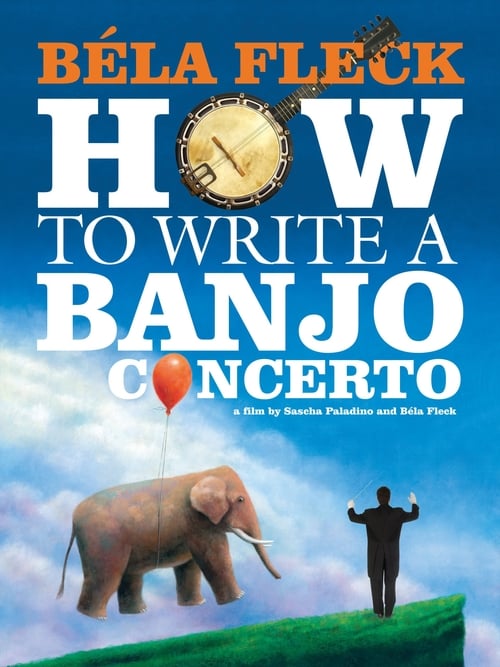 BÉLA FLECK
HOW
TO WRITE A
BANJO
CONCERTO
a film by Sascha Paladino and Béla Fleck